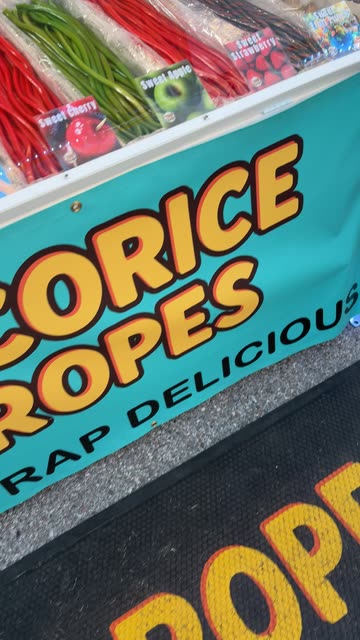 Sweet Cherry
Sweet Apple
Sweet Strawberry
CORICE
ROPES
RAP DELICIOUS
ROPE